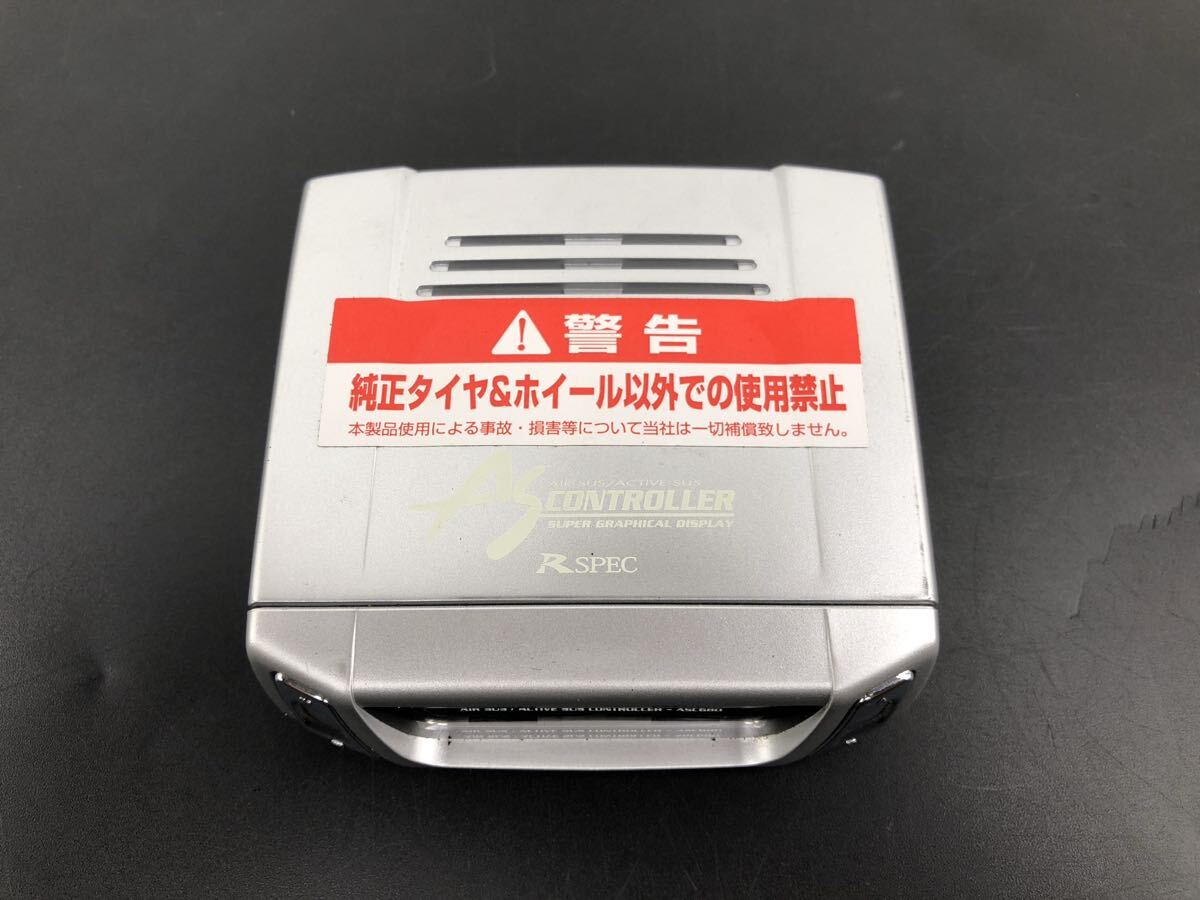 警告
純正タイヤ&ホイール以外での使用禁止
本製品使用による事故・損害等について当社は一切補償致しません。
AIR SUS/ACTIVE SUS
AS CONTROLLER
SUPER GRAPHICAL DISPLAY
R SPEC
AIR SUS / ACTIVE SUS CONTROLLER - ASC680